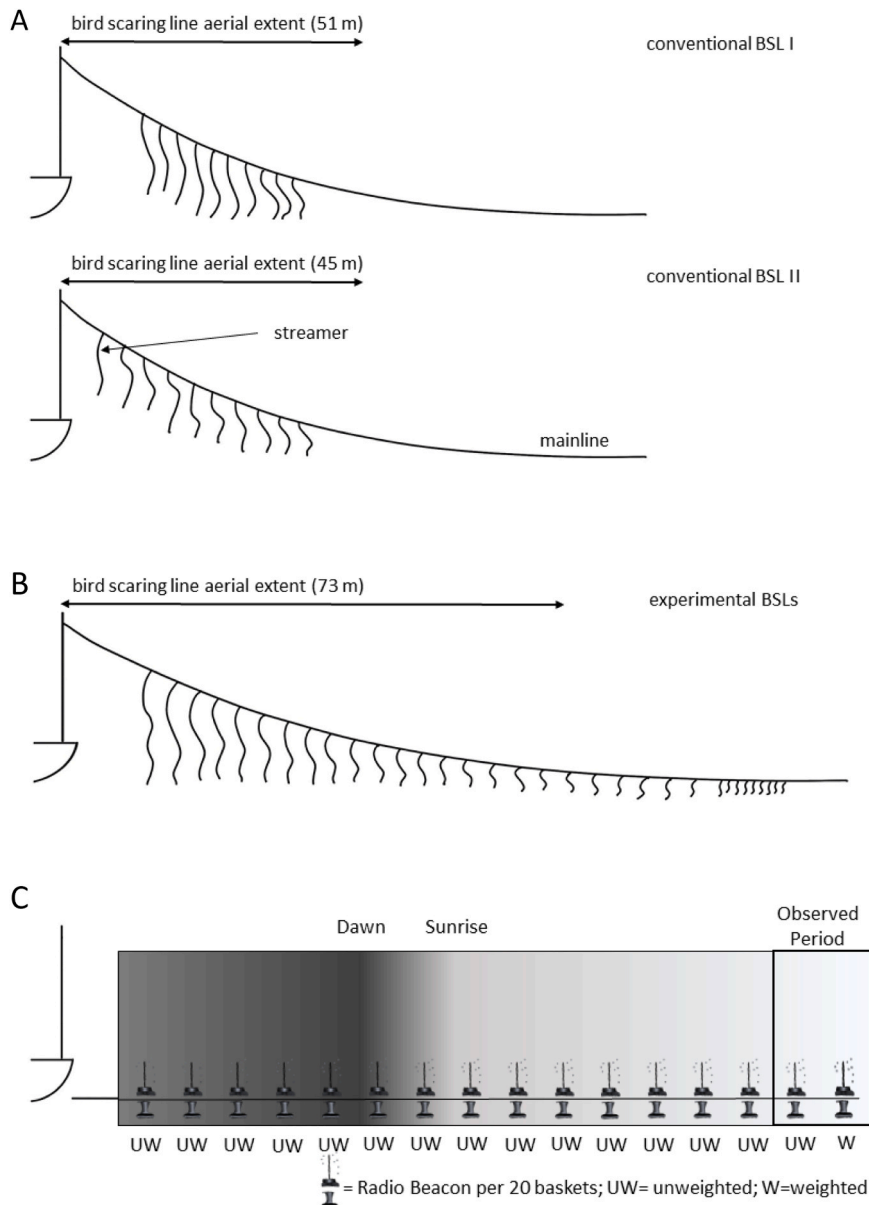 A
bird scaring line aerial extent (51 m)
conventional BSL I
bird scaring line aerial extent (45 m)
conventional BSL II
streamer
mainline
B
bird scaring line aerial extent (73 m)
experimental BSLs
C
Dawn Sunrise
Observed
Period
UW UW UW UW UW UW UW UW UW UW UW UW UW UW UW W
= Radio Beacon per 20 baskets; UW= unweighted; W=weighted